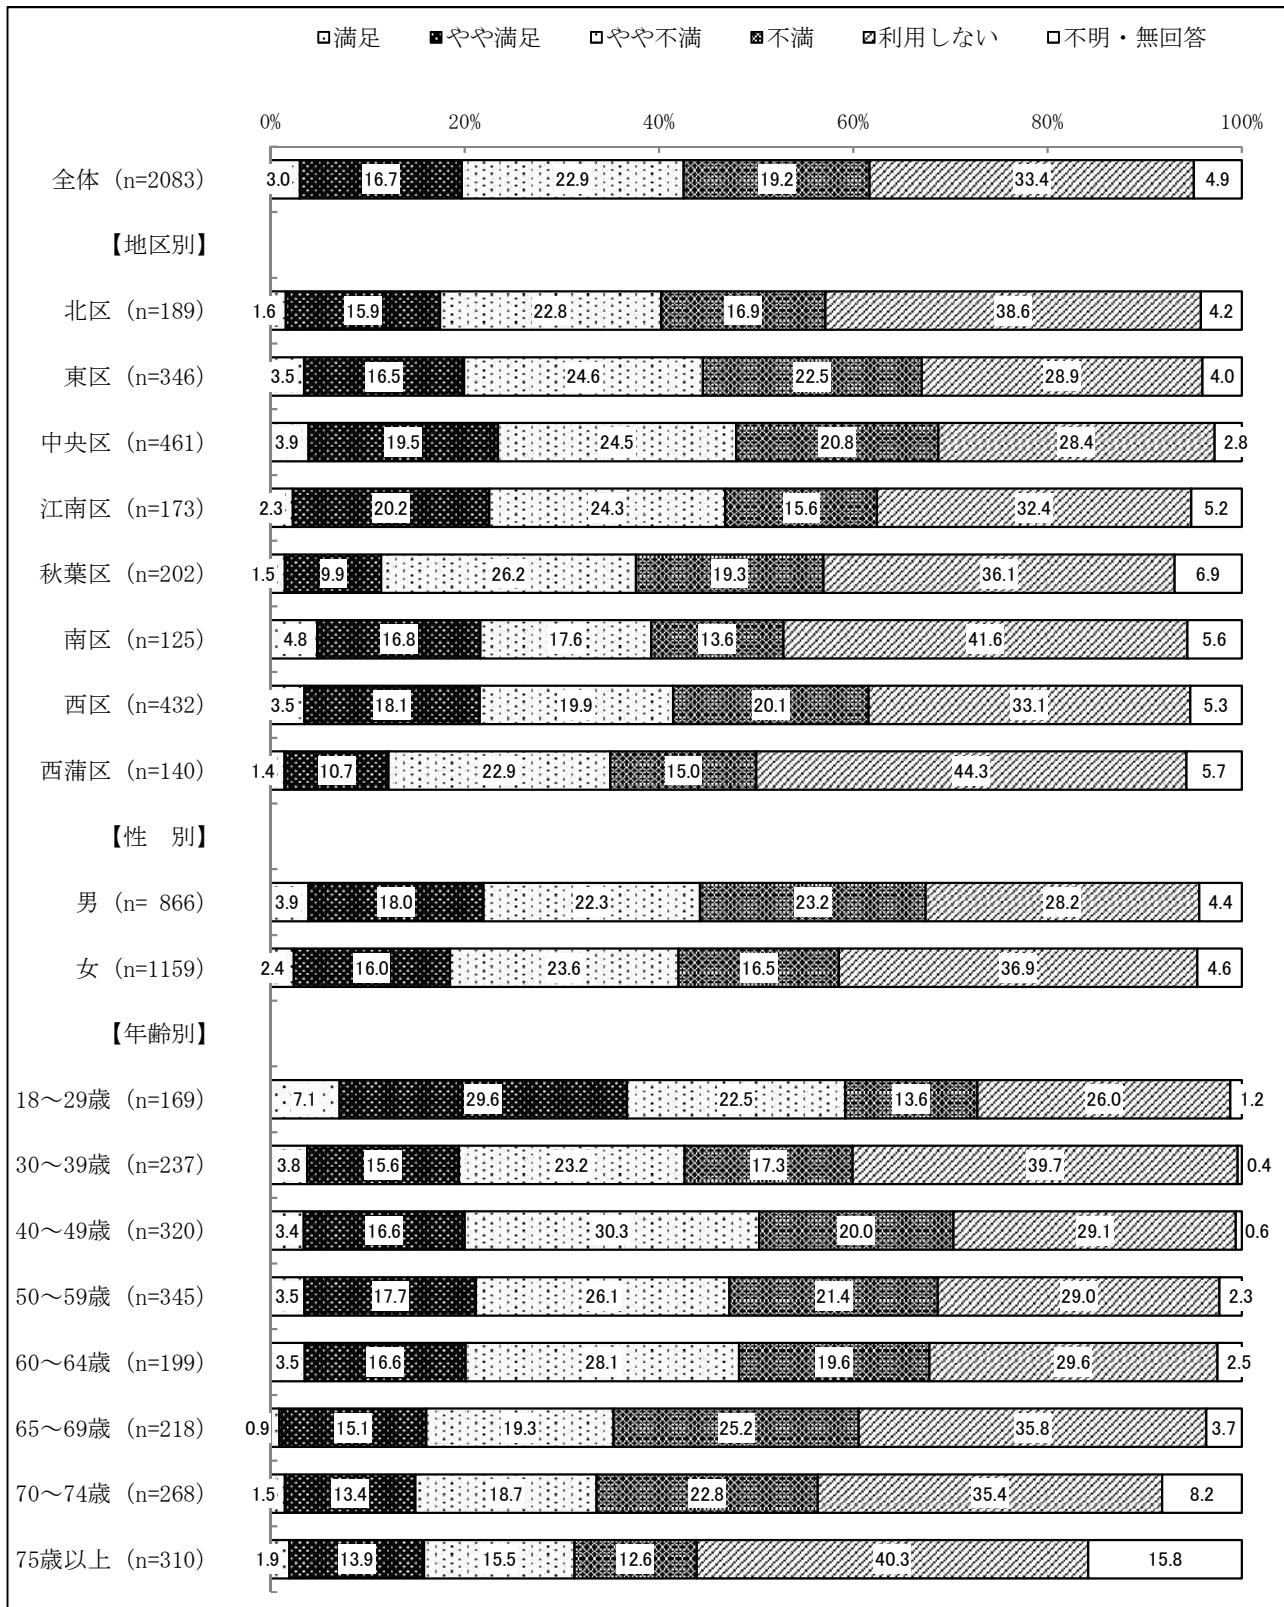 満足 やや満足 やや不満 不満 利用しない 不明・無回答
0% 20% 40% 60% 80% 100%
全体 (n=2083) 3.0 16.7 22.9 19.2 33.4 4.9
【地区別】
北区 (n=189) 1.6 15.9 22.8 16.9 38.6 4.2
東区 (n=346) 3.5 16.5 24.6 22.5 28.9 4.0
中央区 (n=461) 3.9 19.5 24.5 20.8 28.4 2.8
江南区 (n=173) 2.3 20.2 24.3 15.6 32.4 5.2
秋葉区 (n=202) 1.5 9.9 26.2 19.3 36.1 6.9
南区 (n=125) 4.8 16.8 17.6 13.6 41.6 5.6
西区 (n=432) 3.5 18.1 19.9 20.1 33.1 5.3
西蒲区 (n=140) 1.4 10.7 22.9 15.0 44.3 5.7
【性　別】
男 (n= 866) 3.9 18.0 22.3 23.2 28.2 4.4
女 (n=1159) 2.4 16.0 23.6 16.5 36.9 4.6
【年齢別】
18～29歳 (n=169) 7.1 29.6 22.5 13.6 26.0 1.2
30～39歳 (n=237) 3.8 15.6 23.2 17.3 39.7 0.4
40～49歳 (n=320) 3.4 16.6 30.3 20.0 29.1 0.6
50～59歳 (n=345) 3.5 17.7 26.1 21.4 29.0 2.3
60～64歳 (n=199) 3.5 16.6 28.1 19.6 29.6 2.5
65～69歳 (n=218) 0.9 15.1 19.3 25.2 35.8 3.7
70～74歳 (n=268) 1.5 13.4 18.7 22.8 35.4 8.2
75歳以上 (n=310) 1.9 13.9 15.5 12.6 40.3 15.8